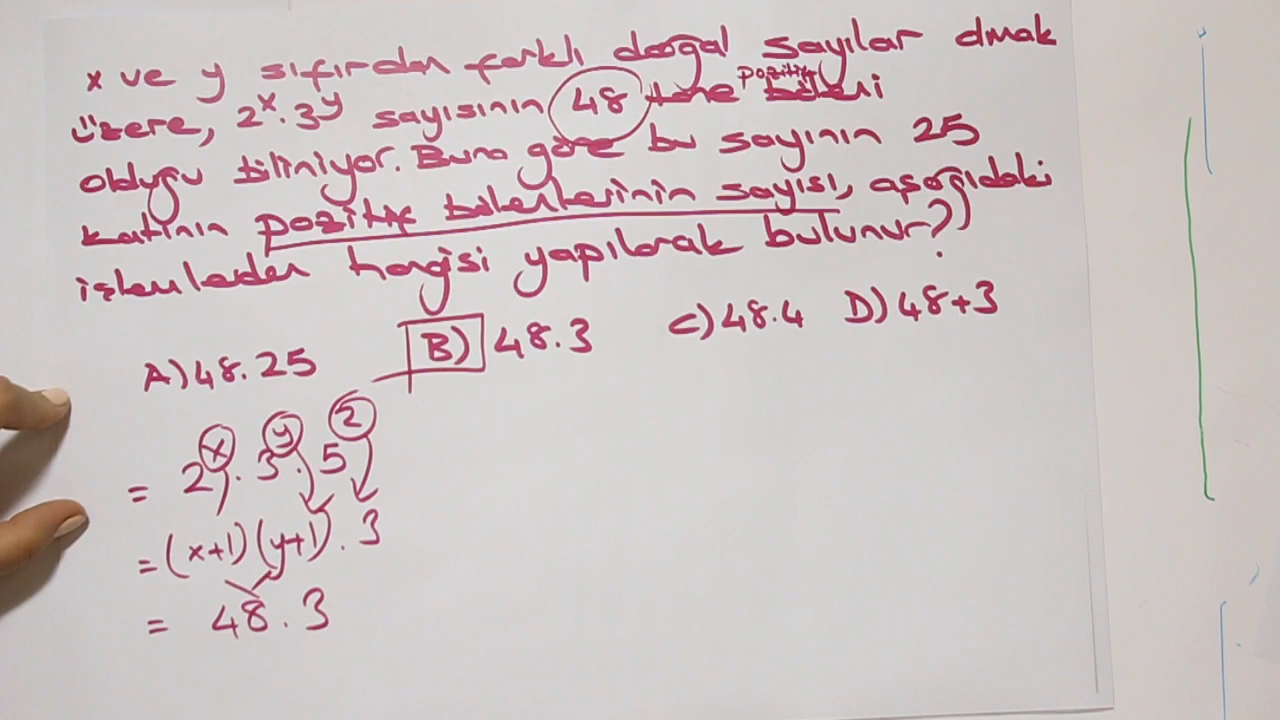 x ve y sıfırdan farklı doğal sayılar olmak
üzere, 2^x.3^y sayısının 48 tane pozitif böleni
olduğu biliniyor. Buna göre bu sayının 25
katının pozitif bölenlerinin sayısı, aşağıdaki
işlemlerden hangisi yapılarak bulunur?
A) 48.25 B) 48.3 C) 48.4 D) 48+3
= 2^x . 3^y . 5^2
= (x+1)(y+1) . 3
= 48 . 3